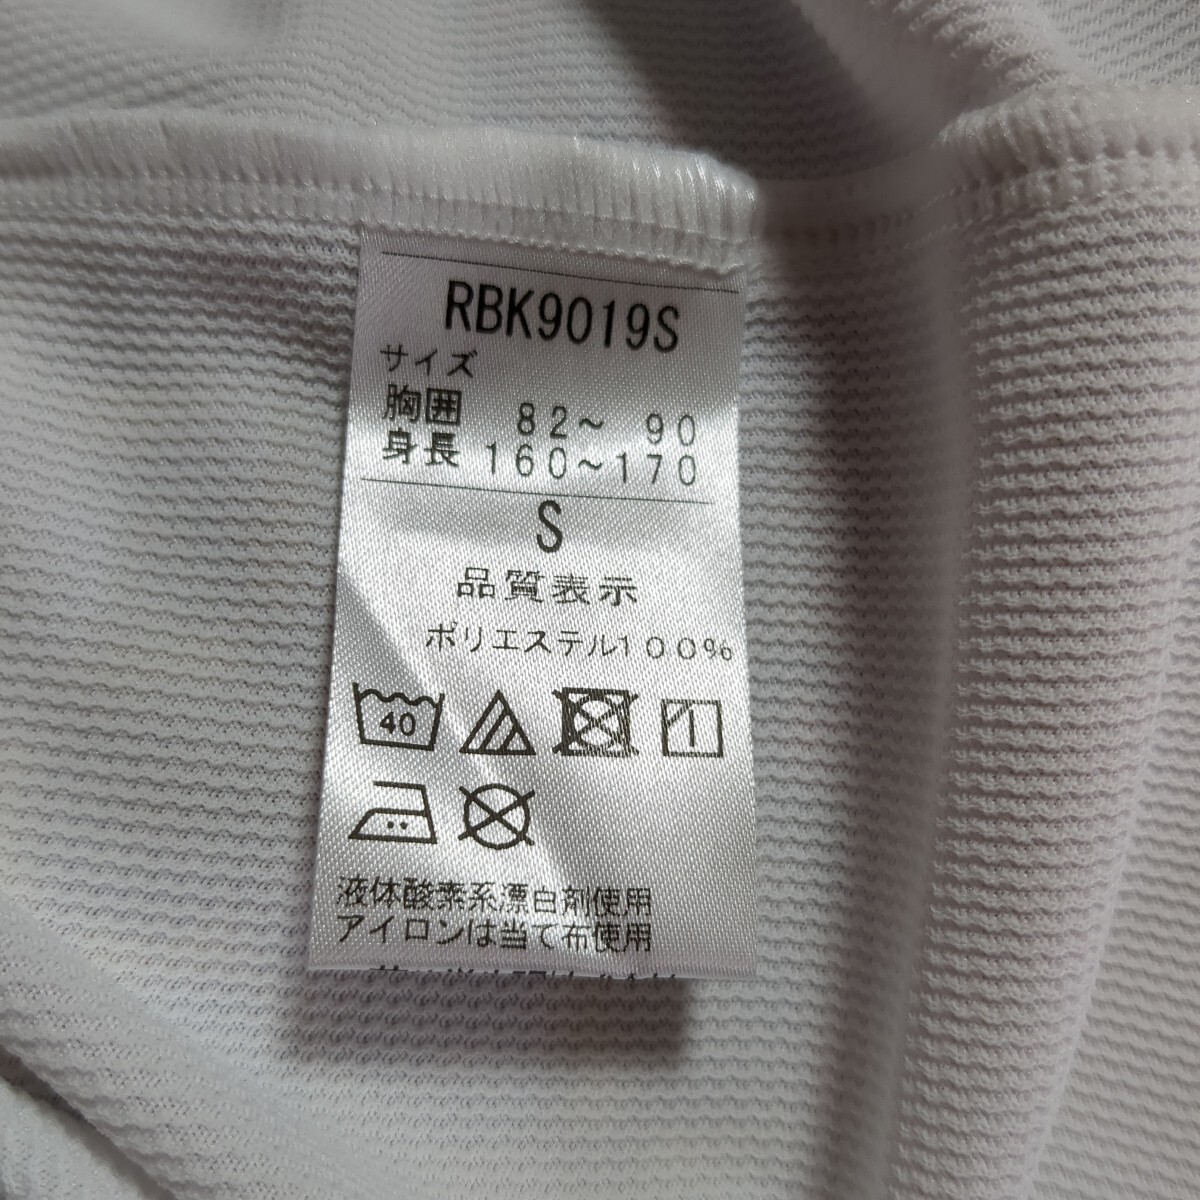 RBK9019S
サイズ
胸囲 82～ 90
身長 160～170
S
品質表示
ポリエステル100%
40
液体酸素系漂白剤使用
アイロンは当て布使用